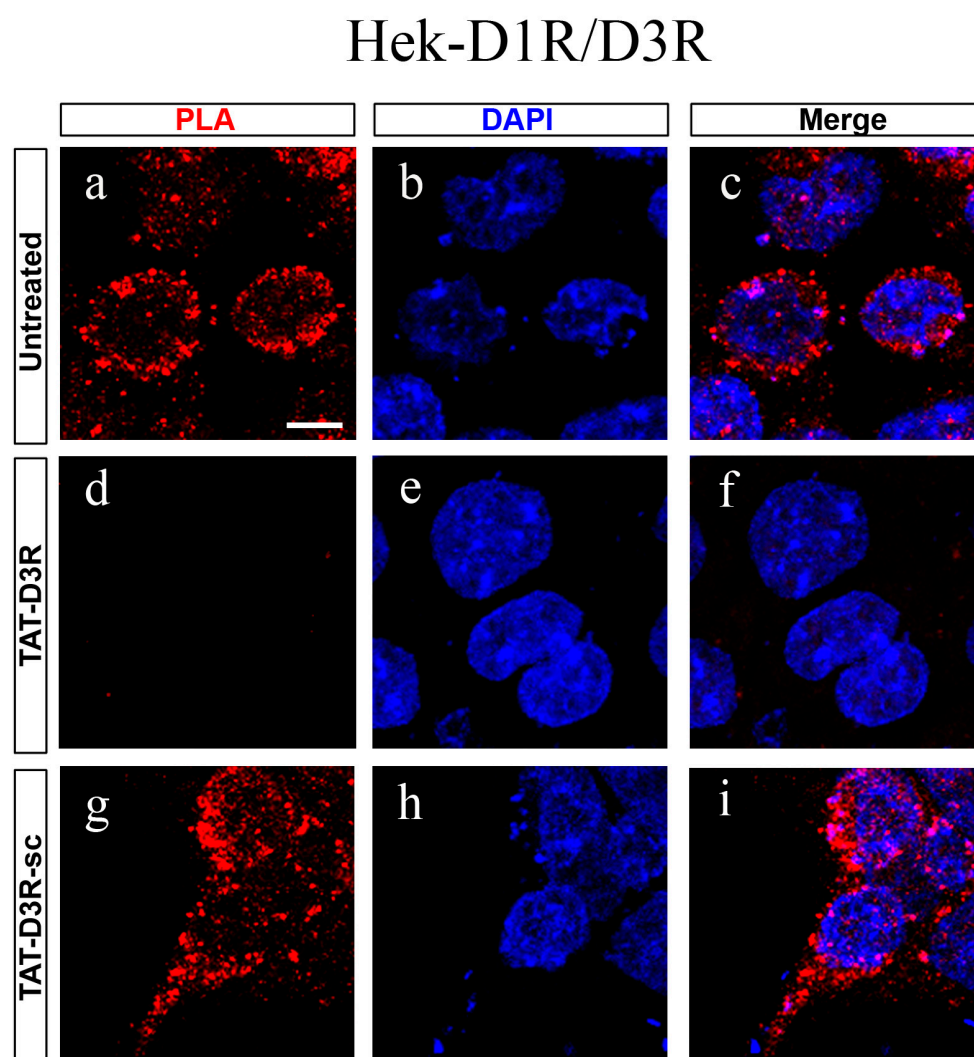 Hek-D1R/D3R
PLA DAPI Merge
Untreated
a b c
TAT-D3R
d e f
TAT-D3R-sc
g h i